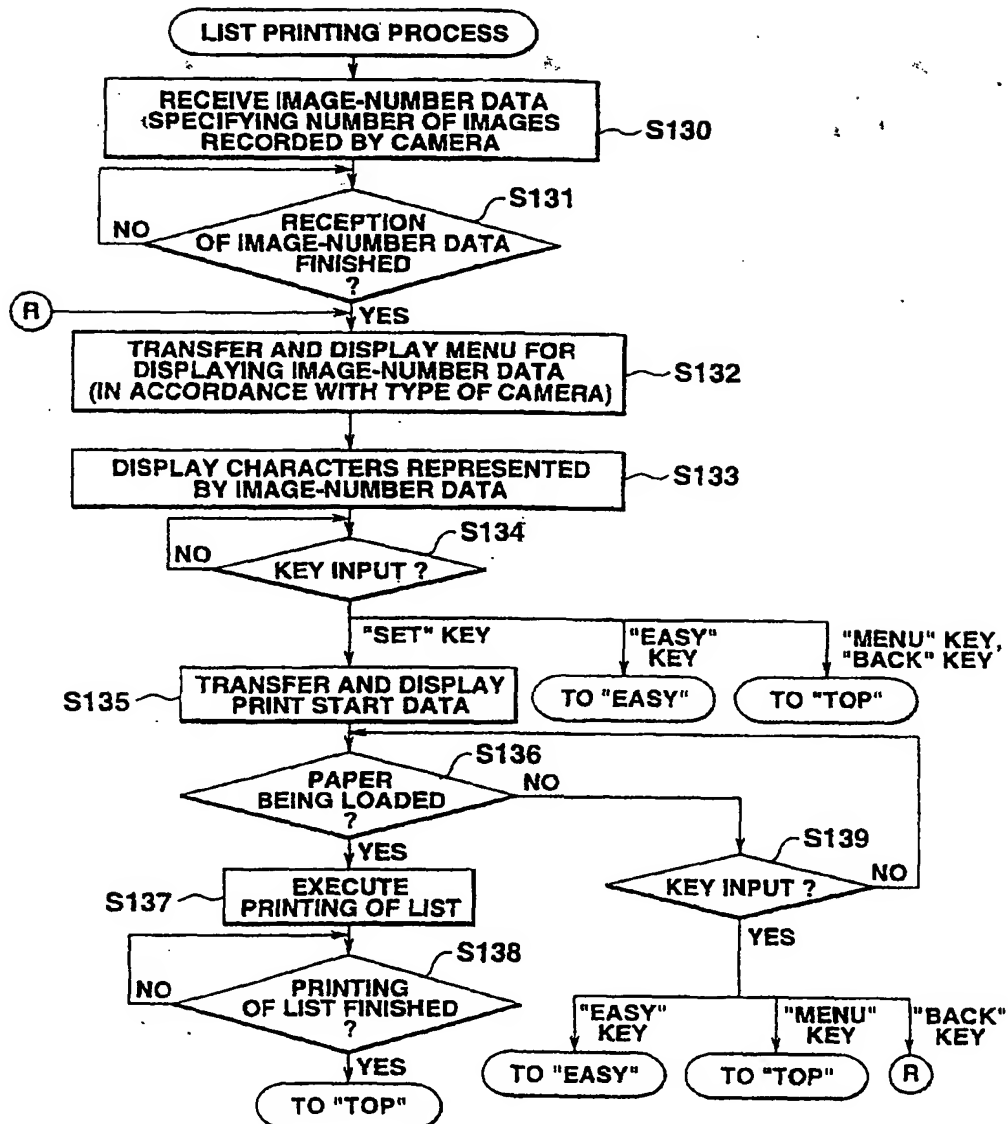 LIST PRINTING PROCESS
RECEIVE IMAGE-NUMBER DATA
(SPECIFYING NUMBER OF IMAGES
RECORDED BY CAMERA
S130
S131
RECEPTION
OF IMAGE-NUMBER DATA
FINISHED
?
NO
R
YES
TRANSFER AND DISPLAY MENU FOR
DISPLAYING IMAGE-NUMBER DATA
(IN ACCORDANCE WITH TYPE OF CAMERA)
S132
DISPLAY CHARACTERS REPRESENTED
BY IMAGE-NUMBER DATA
S133
S134
NO
KEY INPUT ?
"SET" KEY
"EASY"
KEY
"MENU" KEY,
"BACK" KEY
S135
TRANSFER AND DISPLAY
PRINT START DATA
TO "EASY"
TO "TOP"
S136
PAPER
BEING LOADED
?
NO
YES
S139
KEY INPUT ?
NO
YES
S137
EXECUTE
PRINTING OF LIST
S138
NO
PRINTING
OF LIST FINISHED
?
YES
TO "TOP"
"EASY"
KEY
"MENU"
KEY
"BACK"
KEY
TO "EASY"
TO "TOP"
R